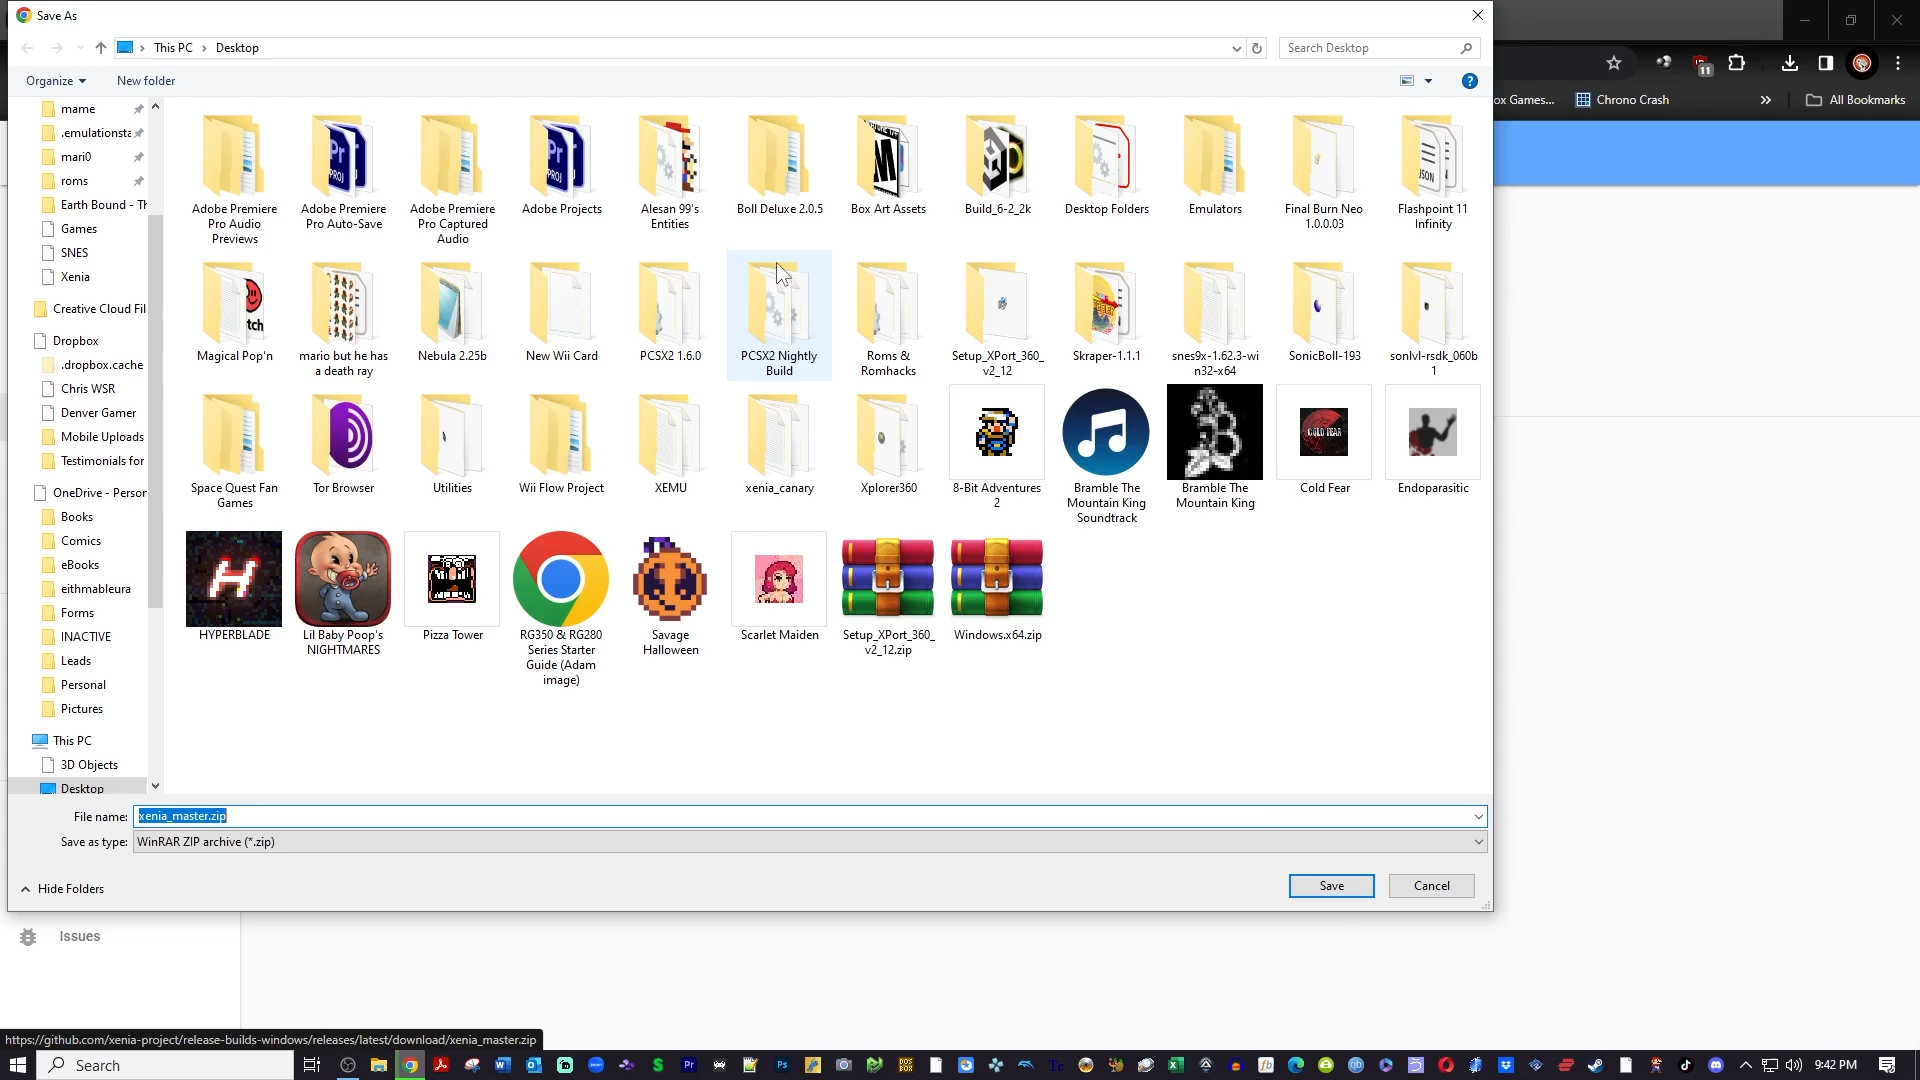 Save As
This PC
Desktop
Search Desktop
Organize
New folder
mame
.emulationsta
mari0
roms
Earth Bound - Th
Games
SNES
Xenia
Creative Cloud Fil
Dropbox
.dropbox.cache
Chris WSR
Denver Gamer
Mobile Uploads
Testimonials for
OneDrive - Person
Books
Comics
eBooks
eithmableura
Forms
INACTIVE
Leads
Personal
Pictures
This PC
3D Objects
Desktop
Adobe Premiere
Pro Audio
Previews
Adobe Premiere
Pro Auto-Save
Adobe Premiere
Pro Captured
Audio
Adobe Projects
Alesan 99's
Entities
Boll Deluxe 2.0.5
Box Art Assets
Build_6-2_2k
Desktop Folders
Emulators
Final Burn Neo
1.0.0.03
Flashpoint 11
Infinity
Magical Pop'n
mario but he has
a death ray
Nebula 2.25b
New Wii Card
PCSX2 1.6.0
PCSX2 Nightly
Build
Roms &
Romhacks
Setup_XPort_360_
v2_12
Skraper-1.1.1
snes9x-1.62.3-wi
n32-x64
SonicBoll-193
sonlvl-rsdk_060b
1
Space Quest Fan
Games
Tor Browser
Utilities
Wii Flow Project
XEMU
xenia_canary
Xplorer360
8-Bit Adventures
2
Bramble The
Mountain King
Soundtrack
Bramble The
Mountain King
Cold Fear
Endoparasitic
HYPERBLADE
Lil Baby Poop's
NIGHTMARES
Pizza Tower
RG350 & RG280
Series Starter
Guide (Adam
image)
Savage
Halloween
Scarlet Maiden
Setup_XPort_360_
v2_12.zip
Windows.x64.zip
File name: xenia_master.zip
Save as type: WinRAR ZIP archive (*.zip)
Hide Folders
Save
Cancel
11
ox Games...
Chrono Crash
All Bookmarks
Issues
https://github.com/xenia-project/release-builds-windows/releases/latest/download/xenia_master.zip
Search
9:42 PM